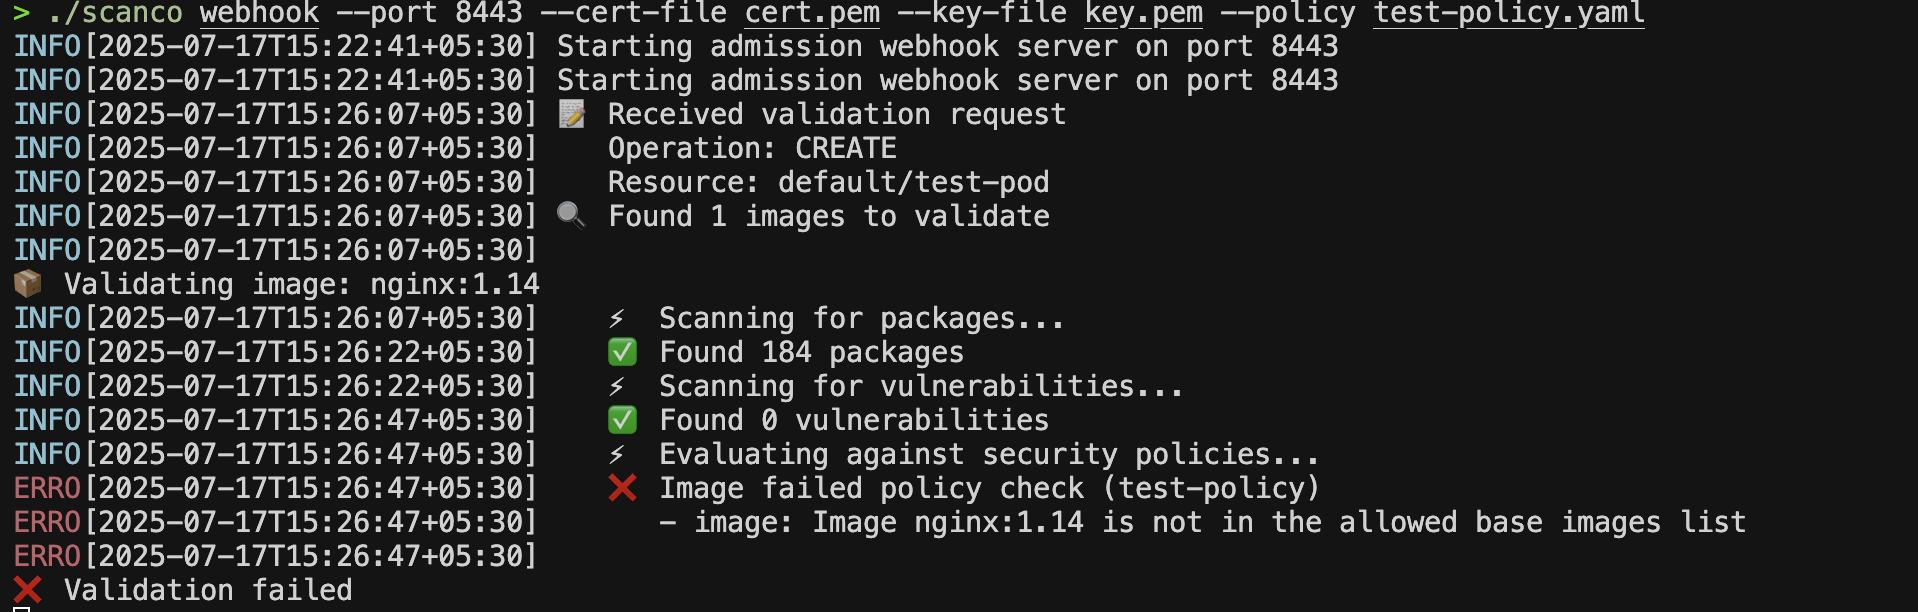 > ./scanco webhook --port 8443 --cert-file cert.pem --key-file key.pem --policy test-policy.yaml
INFO[2025-07-17T15:22:41+05:30] Starting admission webhook server on port 8443
INFO[2025-07-17T15:22:41+05:30] Starting admission webhook server on port 8443
INFO[2025-07-17T15:26:07+05:30] 📝 Received validation request
INFO[2025-07-17T15:26:07+05:30]    Operation: CREATE
INFO[2025-07-17T15:26:07+05:30]    Resource: default/test-pod
INFO[2025-07-17T15:26:07+05:30] 🔍 Found 1 images to validate
INFO[2025-07-17T15:26:07+05:30]
📦 Validating image: nginx:1.14
INFO[2025-07-17T15:26:07+05:30]    ⚡ Scanning for packages...
INFO[2025-07-17T15:26:22+05:30]    ✅ Found 184 packages
INFO[2025-07-17T15:26:22+05:30]    ⚡ Scanning for vulnerabilities...
INFO[2025-07-17T15:26:47+05:30]    ✅ Found 0 vulnerabilities
INFO[2025-07-17T15:26:47+05:30]    ⚡ Evaluating against security policies...
ERRO[2025-07-17T15:26:47+05:30]    ❌ Image failed policy check (test-policy)
ERRO[2025-07-17T15:26:47+05:30]       - image: Image nginx:1.14 is not in the allowed base images list
ERRO[2025-07-17T15:26:47+05:30]
❌ Validation failed